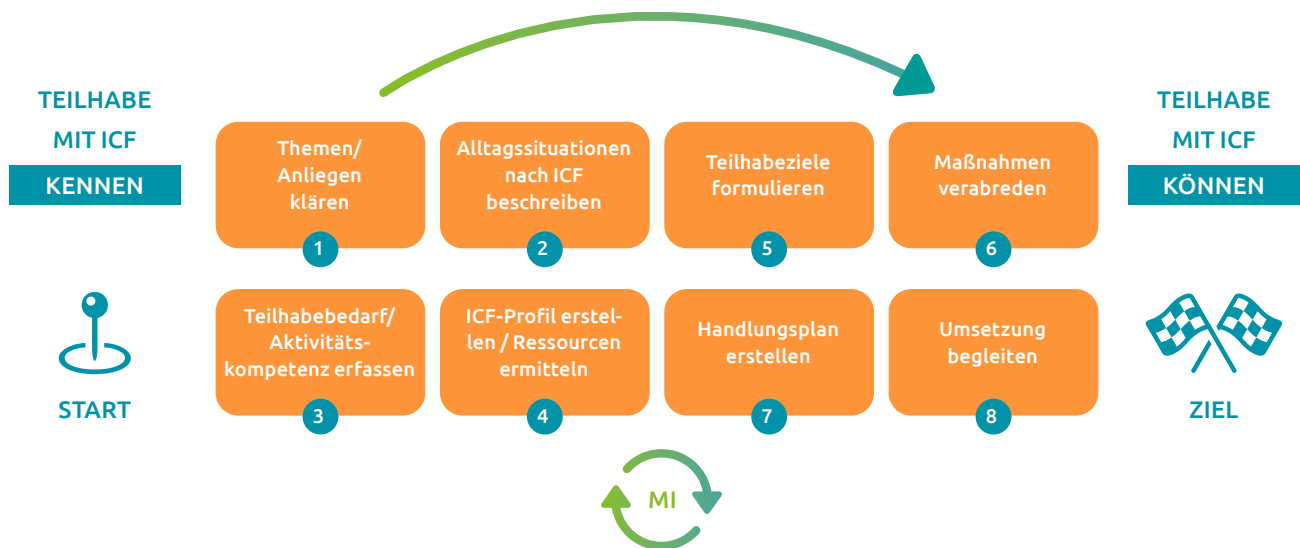 TEILHABE
MIT ICF
KENNEN
START
Themen/
Anliegen
klären
1
Alltagssituationen
nach ICF
beschreiben
2
Teilhabebedarf/
Aktivitäts-
kompetenz erfassen
3
ICF-Profil erstel-
len / Ressourcen
ermitteln
4
Teilhabeziele
formulieren
5
Maßnahmen
verabreden
6
Handlungsplan
erstellen
7
Umsetzung
begleiten
8
TEILHABE
MIT ICF
KÖNNEN
ZIEL
MI